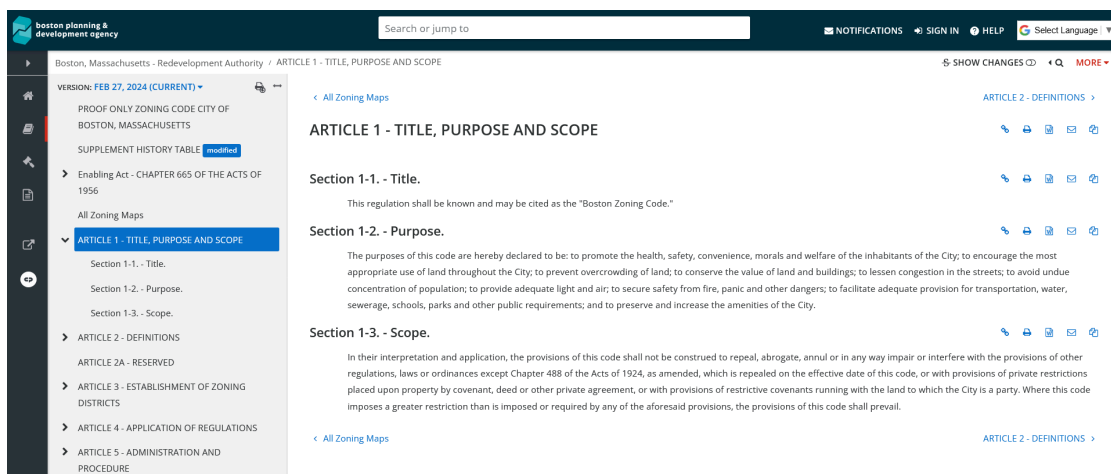 boston planning &
development agency
Search or jump to
NOTIFICATIONS
SIGN IN
HELP
Select Language
Boston, Massachusetts - Redevelopment Authority / ARTICLE 1 - TITLE, PURPOSE AND SCOPE
SHOW CHANGES
MORE
VERSION: FEB 27, 2024 (CURRENT)
PROOF ONLY ZONING CODE CITY OF
BOSTON, MASSACHUSETTS
SUPPLEMENT HISTORY TABLE modified
Enabling Act - CHAPTER 665 OF THE ACTS OF
1956
All Zoning Maps
ARTICLE 1 - TITLE, PURPOSE AND SCOPE
Section 1-1. - Title.
Section 1-2. - Purpose.
Section 1-3. - Scope.
ARTICLE 2 - DEFINITIONS
ARTICLE 2A - RESERVED
ARTICLE 3 - ESTABLISHMENT OF ZONING
DISTRICTS
ARTICLE 4 - APPLICATION OF REGULATIONS
ARTICLE 5 - ADMINISTRATION AND
PROCEDURE
< All Zoning Maps
ARTICLE 2 - DEFINITIONS >
ARTICLE 1 - TITLE, PURPOSE AND SCOPE
Section 1-1. - Title.
This regulation shall be known and may be cited as the "Boston Zoning Code."
Section 1-2. - Purpose.
The purposes of this code are hereby declared to be: to promote the health, safety, convenience, morals and welfare of the inhabitants of the City; to encourage the most
appropriate use of land throughout the City; to prevent overcrowding of land; to conserve the value of land and buildings; to lessen congestion in the streets; to avoid undue
concentration of population; to provide adequate light and air; to secure safety from fire, panic and other dangers; to facilitate adequate provision for transportation, water,
sewerage, schools, parks and other public requirements; and to preserve and increase the amenities of the City.
Section 1-3. - Scope.
In their interpretation and application, the provisions of this code shall not be construed to repeal, abrogate, annul or in any way impair or interfere with the provisions of other
regulations, laws or ordinances except Chapter 488 of the Acts of 1924, as amended, which is repealed on the effective date of this code, or with provisions of private restrictions
placed upon property by covenant, deed or other private agreement, or with provisions of restrictive covenants running with the land to which the City is a party. Where this code
imposes a greater restriction than is imposed or required by any of the aforesaid provisions, the provisions of this code shall prevail.
< All Zoning Maps
ARTICLE 2 - DEFINITIONS >